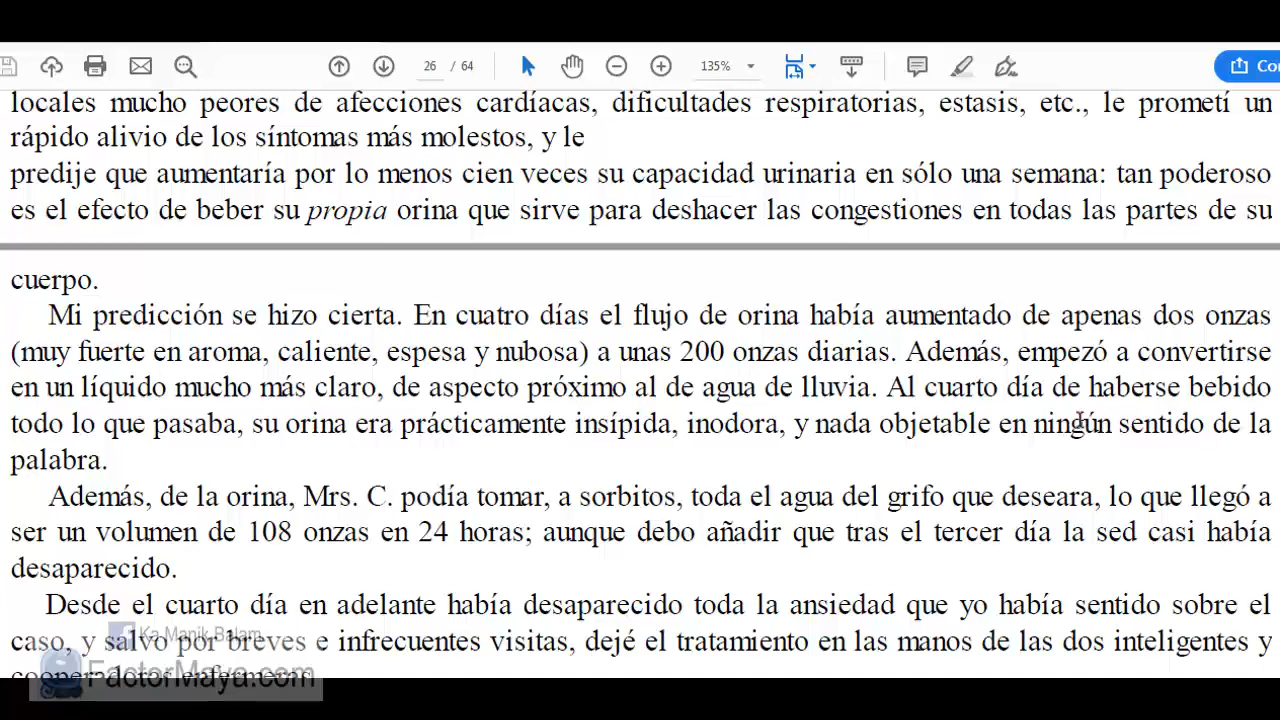 26 / 64
135%
Co
locales mucho peores de afecciones cardíacas, dificultades respiratorias, estasis, etc., le prometí un
rápido alivio de los síntomas más molestos, y le
predije que aumentaría por lo menos cien veces su capacidad urinaria en sólo una semana: tan poderoso
es el efecto de beber su propia orina que sirve para deshacer las congestiones en todas las partes de su
cuerpo.
Mi predicción se hizo cierta. En cuatro días el flujo de orina había aumentado de apenas dos onzas
(muy fuerte en aroma, caliente, espesa y nubosa) a unas 200 onzas diarias. Además, empezó a convertirse
en un líquido mucho más claro, de aspecto próximo al de agua de lluvia. Al cuarto día de haberse bebido
todo lo que pasaba, su orina era prácticamente insípida, inodora, y nada objetable en ningún sentido de la
palabra.
Además, de la orina, Mrs. C. podía tomar, a sorbitos, toda el agua del grifo que deseara, lo que llegó a
ser un volumen de 108 onzas en 24 horas; aunque debo añadir que tras el tercer día la sed casi había
desaparecido.
Desde el cuarto día en adelante había desaparecido toda la ansiedad que yo había sentido sobre el
caso, y salvo por breves e infrecuentes visitas, dejé el tratamiento en las manos de las dos inteligentes y
cooperadoras enfermeras
Ka Manik Balam
FactorMaya.com